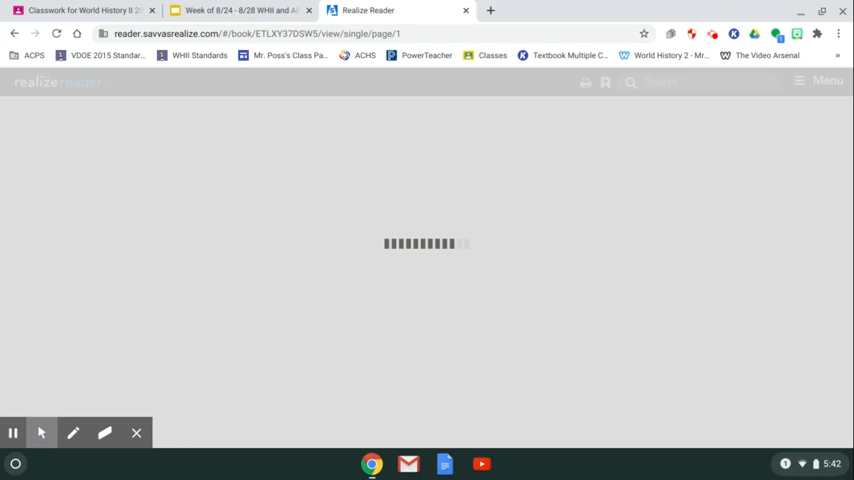 Classwork for World History II 20
Week of 8/24 - 8/28 WHII and A
Realize Reader
reader.savvasrealize.com/#/book/ETLXY37DSW5/view/single/page/1
ACPS
VDOE 2015 Standar...
WHII Standards
Mr. Poss's Class Pa...
ACHS
PowerTeacher
Classes
Textbook Multiple C...
World History 2 - Mr...
The Video Arsenal
»
realize reader
Search
Menu
1
5:42